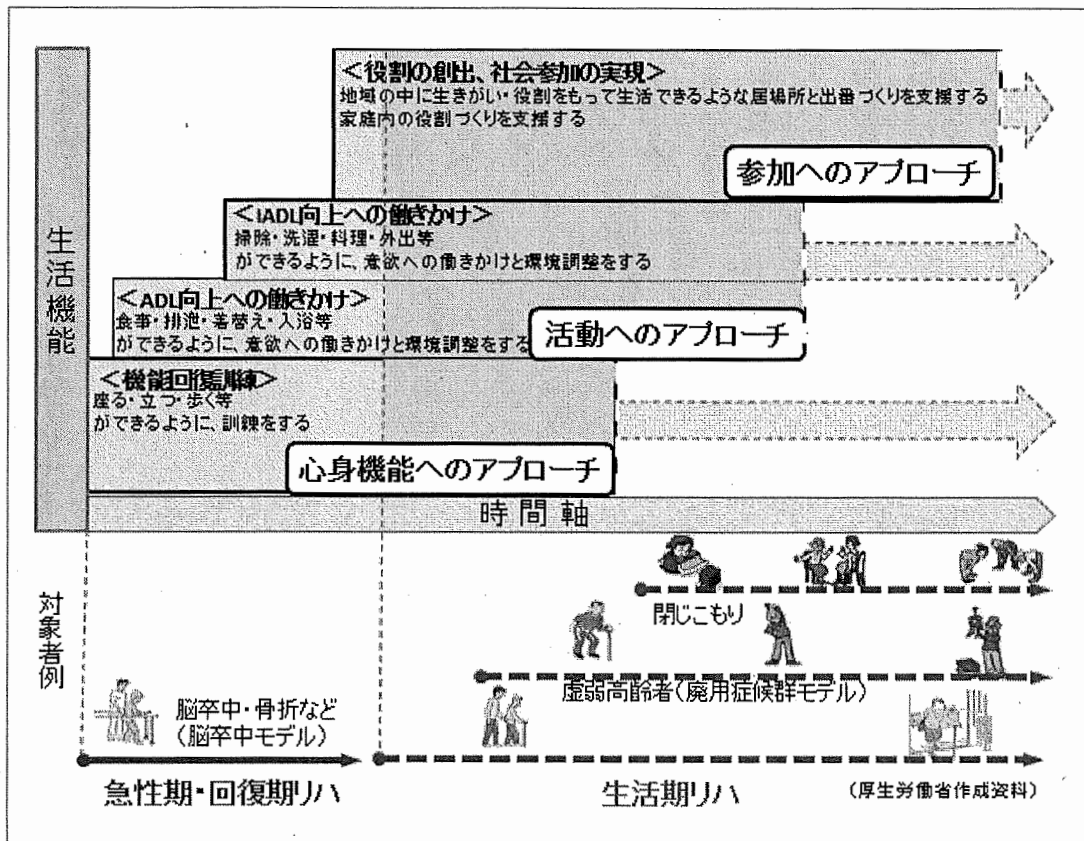 <役割の創出、社会参加の実現>
地域の中に生きがい・役割をもって生活できるような居場所と出番づくりを支援する
家庭内の役割づくりを支援する
参加へのアプローチ
<IADL向上への働きかけ>
掃除・洗濯・料理・外出等
ができるように、意欲への働きかけと環境調整をする
<ADL向上への働きかけ>
食事・排泄・着替え・入浴等
ができるように、意欲への働きかけと環境調整をする
活動へのアプローチ
<機能回復訓練>
座る・立つ・歩く等
ができるように、訓練をする
心身機能へのアプローチ
生活機能
時間軸
対象者例
閉じこもり
虚弱高齢者(廃用症候群モデル)
脳卒中・骨折など
(脳卒中モデル)
急性期・回復期リハ
生活期リハ
(厚生労働省作成資料)